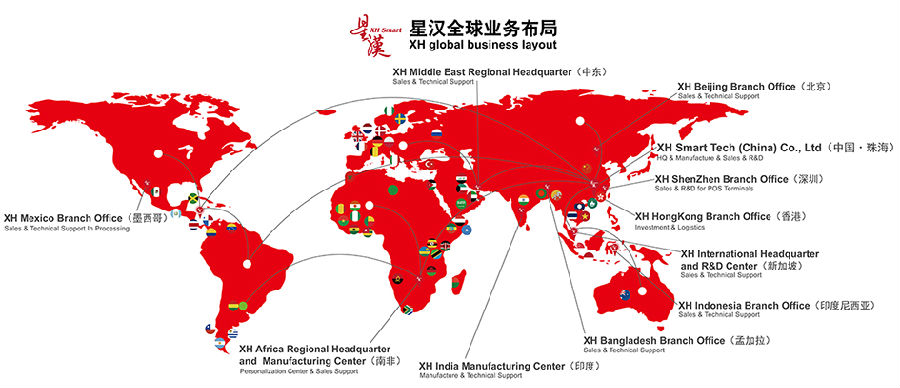 星漢
XH-Smart
星汉全球业务布局
XH global business layout
XH Middle East Regional Headquarter（中东）
Sales & Technical Support
XH Beijing Branch Office（北京）
Sales & Technical Support
XH Smart Tech (China) Co., Ltd（中国·珠海）
HQ & Manufacture & Sales & R&D
XH ShenZhen Branch Office（深圳）
Sales & R&D for POS Terminals
XH Mexico Branch Office（墨西哥）
Sales & Technical Support In Processing
XH HongKong Branch Office（香港）
Investment & Logistics
XH International Headquarter
and R&D Center（新加坡）
Sales & Technical Support
XH Indonesia Branch Office（印度尼西亚）
Sales & Technical Support
XH Bangladesh Branch Office（孟加拉）
Sales & Technical Support
XH Africa Regional Headquarter
and Manufacturing Center（南非）
Personalization Center & Sales Support
XH India Manufacturing Center（印度）
Manufacture & Technical Support